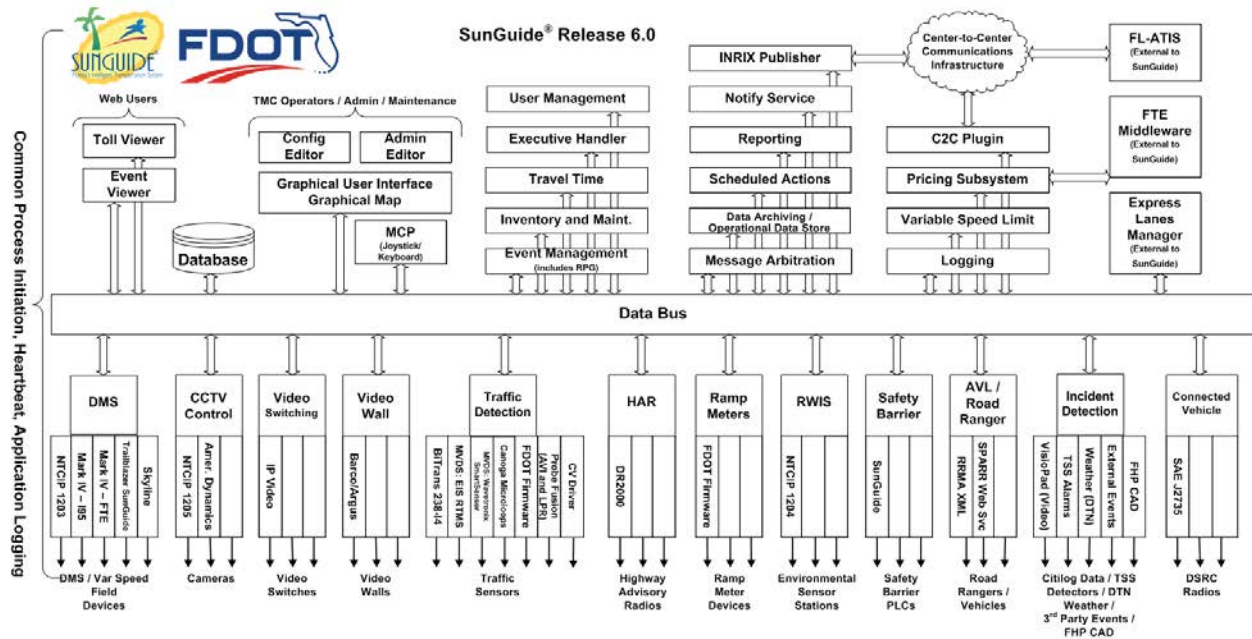 SUNGUIDE
FDOT
SunGuide® Release 6.0
Common Process Initiation, Heartbeat, Application Logging
Web Users
Toll Viewer
Event
Viewer
TMC Operators / Admin / Maintenance
Config
Editor
Admin
Editor
Graphical User Interface
Graphical Map
MCP
(Joystick/
Keyboard)
Database
User Management
Executive Handler
Travel Time
Inventory and Maint.
Event Management
(includes RPG)
INRIX Publisher
Notify Service
Reporting
Scheduled Actions
Data Archiving /
Operational Data Store
Message Arbitration
Center-to-Center
Communications
Infrastructure
C2C Plugin
Pricing Subsystem
Variable Speed Limit
Logging
FL-ATIS
(External to
SunGuide)
FTE
Middleware
(External to
SunGuide)
Express
Lanes
Manager
(External to
SunGuide)
Data Bus
DMS
NTCIP 1203
Mark IV – I95
Mark IV – FTE
Trailblazer SunGuide
Skyline
DMS / Var Speed
Field
Devices
CCTV
Control
NTCIP 1205
Amer. Dynamics
Cameras
Video
Switching
IP Video
Video
Switches
Video
Wall
Barco/Argus
Video
Walls
Traffic
Detection
BiTrans 238-I4
MVDS: EIS RTMS
MVDS: Wavetronix
SmartSensor
Canoga Microloops
FDOT Firmware
Probe Fusion
(AVI and LPR)
CV Driver
Traffic
Sensors
HAR
DR2000
Highway
Advisory
Radios
Ramp
Meters
FDOT Firmware
Ramp
Meter
Devices
RWIS
NTCIP 1204
Environmental
Sensor
Stations
Safety
Barrier
SunGuide
Safety
Barrier
PLCs
AVL /
Road
Ranger
RRMA XML
SPARR Web Svc
Road
Rangers /
Vehicles
Incident
Detection
VisioPad (Video)
TSS Alarms
Weather (DTN)
External Events
FHP CAD
Citilog Data / TSS
Detectors / DTN
Weather /
3rd Party Events /
FHP CAD
Connected
Vehicle
SAE J2735
DSRC
Radios